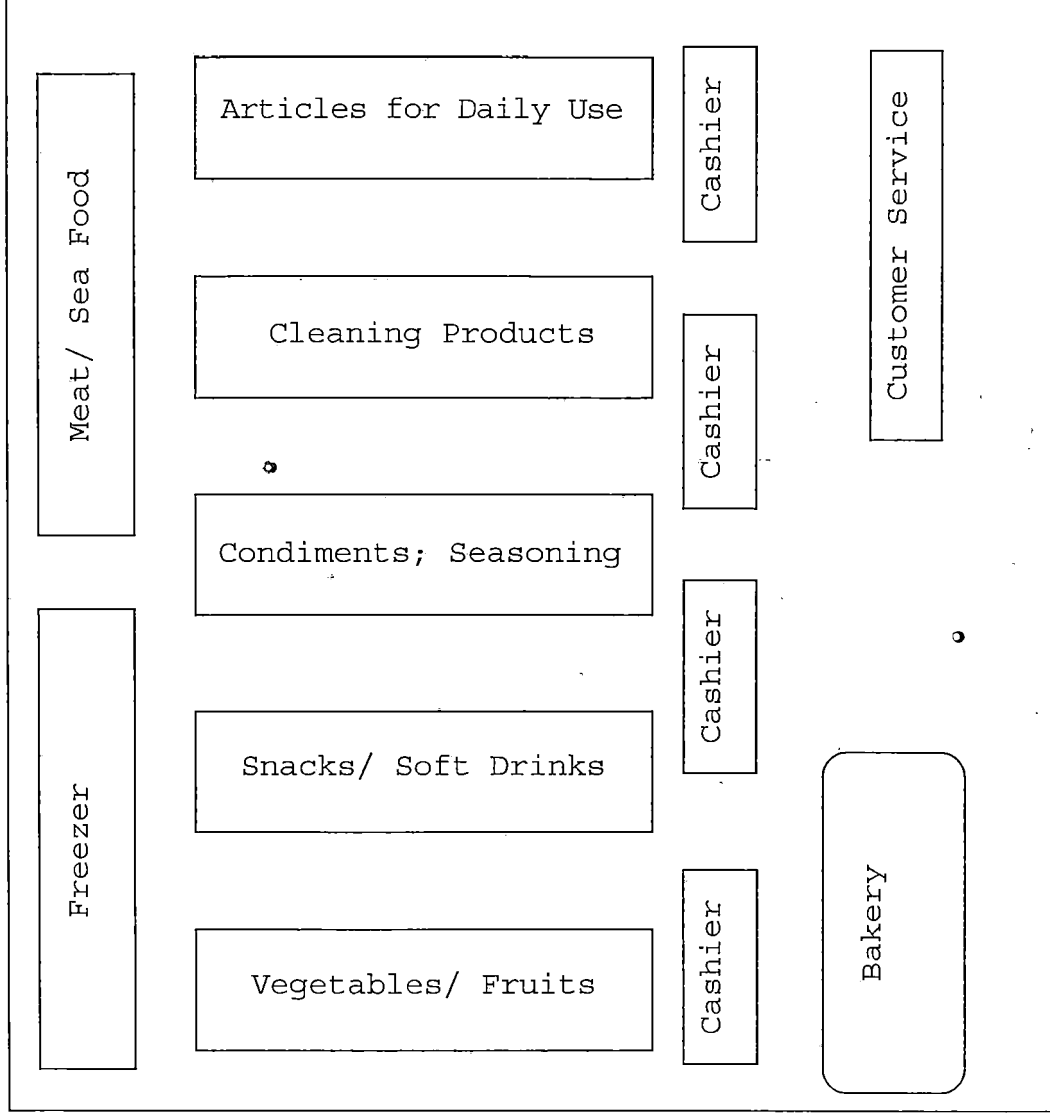 Meat/ Sea Food
Freezer
Articles for Daily Use
Cleaning Products
Condiments; Seasoning
Snacks/ Soft Drinks
Vegetables/ Fruits
Cashier
Cashier
Cashier
Cashier
Customer Service
Bakery